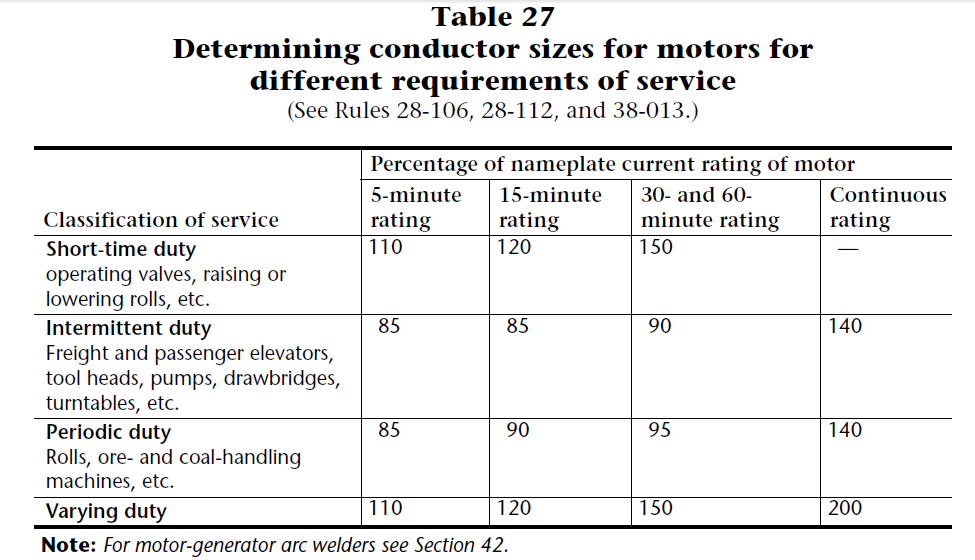 Table 27
Determining conductor sizes for motors for
different requirements of service
(See Rules 28-106, 28-112, and 38-013.)
Percentage of nameplate current rating of motor
Classification of service
5-minute rating
15-minute rating
30- and 60-minute rating
Continuous rating
Short-time duty 110 120 150 —
operating valves, raising or
lowering rolls, etc.
Intermittent duty 85 85 90 140
Freight and passenger elevators,
tool heads, pumps, drawbridges,
turntables, etc.
Periodic duty 85 90 95 140
Rolls, ore- and coal-handling
machines, etc.
Varying duty 110 120 150 200
Note: For motor-generator arc welders see Section 42.